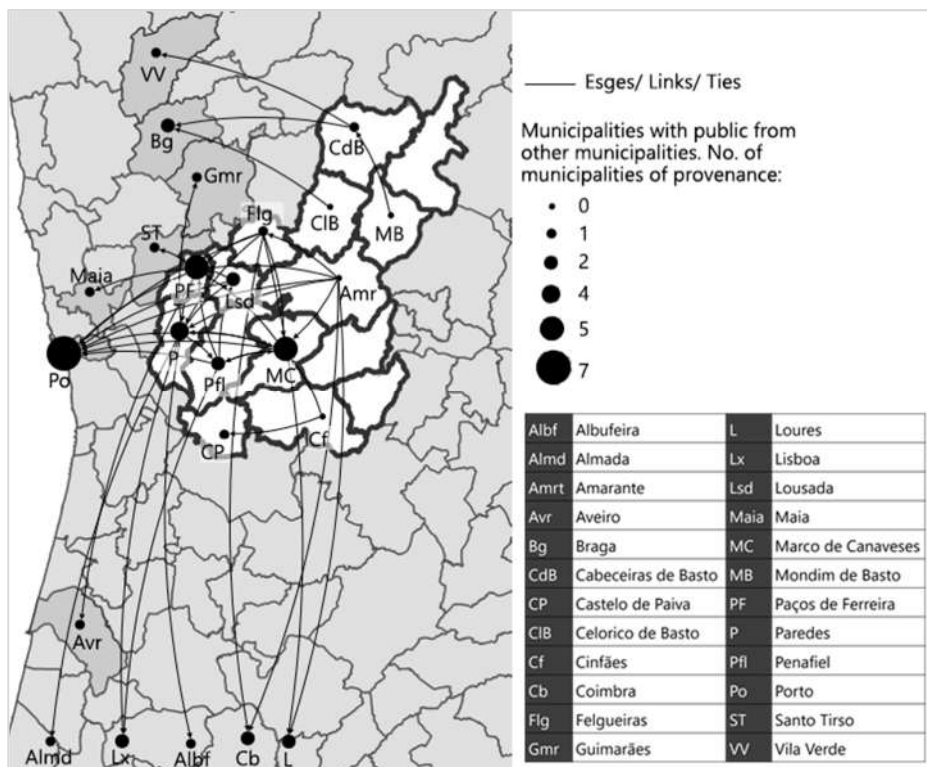 VV
Bg
Gmr
CdB
ClB
MB
Flg
ST
Maia
PF
Lsd
Amr
Po
P
Pfl
MC
CP
Cf
Avr
Almd
Lx
Albf
Cb
L
Esges/ Links/ Ties
Municipalities with public from
other municipalities. No. of
municipalities of provenance:
0
1
2
4
5
7
Albf Albufeira L Loures
Almd Almada Lx Lisboa
Amrt Amarante Lsd Lousada
Avr Aveiro Maia Maia
Bg Braga MC Marco de Canaveses
CdB Cabeceiras de Basto MB Mondim de Basto
CP Castelo de Paiva PF Paços de Ferreira
ClB Celorico de Basto P Paredes
Cf Cinfães Pfl Penafiel
Cb Coimbra Po Porto
Flg Felgueiras ST Santo Tirso
Gmr Guimarães VV Vila Verde